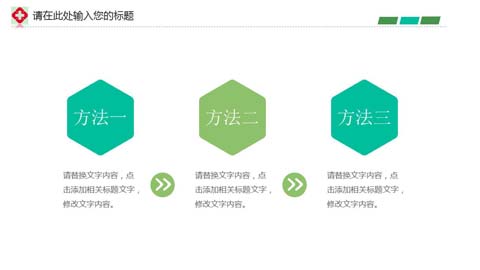 请在此处输入您的标题
方法一
方法二
方法三
请替换文字内容，点
击添加相关标题文字，
修改文字内容。
请替换文字内容，点
击添加相关标题文字，
修改文字内容。
请替换文字内容，点
击添加相关标题文字，
修改文字内容。